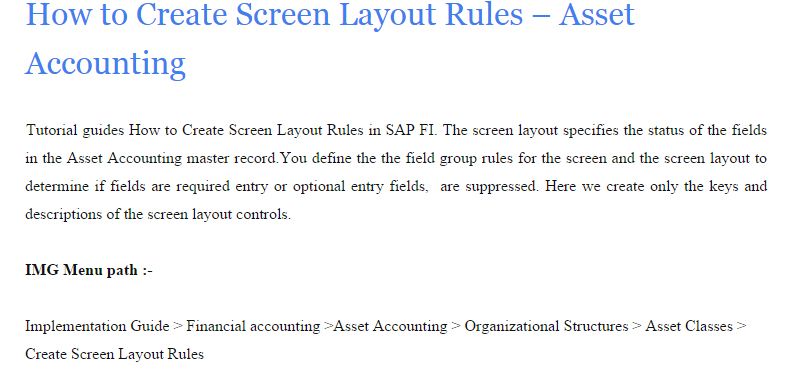 How to Create Screen Layout Rules – Asset
Accounting
Tutorial guides How to Create Screen Layout Rules in SAP FI. The screen layout specifies the status of the fields
in the Asset Accounting master record.You define the the field group rules for the screen and the screen layout to
determine if fields are required entry or optional entry fields,  are suppressed. Here we create only the keys and
descriptions of the screen layout controls.
IMG Menu path :-
Implementation Guide > Financial accounting >Asset Accounting > Organizational Structures > Asset Classes >
Create Screen Layout Rules